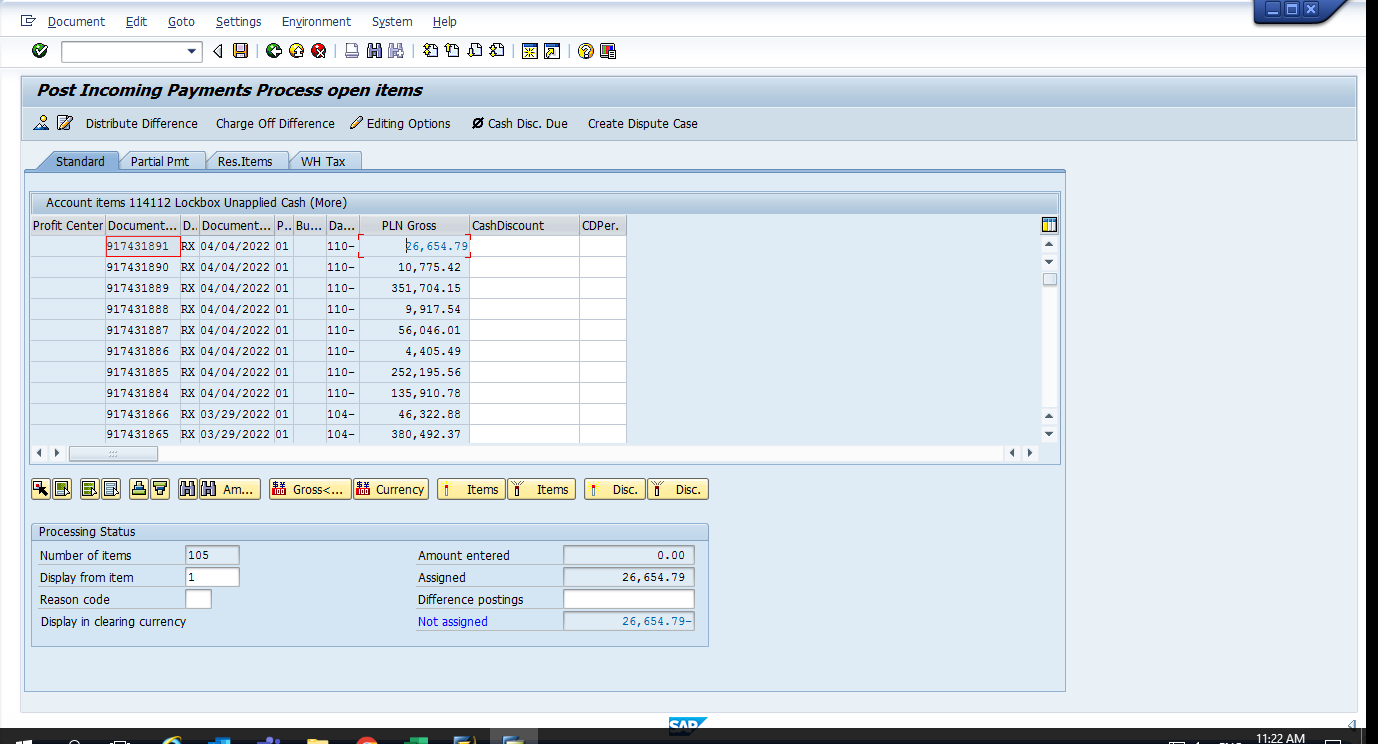 Document Edit Goto Settings Environment System Help
Post Incoming Payments Process open items
Distribute Difference Charge Off Difference Editing Options Cash Disc. Due Create Dispute Case
Standard Partial Pmt Res.Items WH Tax
Account items 114112 Lockbox Unapplied Cash (More)
Profit Center Document... D.. Document... P.. Bu... Da... PLN Gross CashDiscount CDPer.
917431891 RX 04/04/2022 01 110- 26,654.79
917431890 RX 04/04/2022 01 110- 10,775.42
917431889 RX 04/04/2022 01 110- 351,704.15
917431888 RX 04/04/2022 01 110- 9,917.54
917431887 RX 04/04/2022 01 110- 56,046.01
917431886 RX 04/04/2022 01 110- 4,405.49
917431885 RX 04/04/2022 01 110- 252,195.56
917431884 RX 04/04/2022 01 110- 135,910.78
917431866 RX 03/29/2022 01 104- 46,322.88
917431865 RX 03/29/2022 01 104- 380,492.37
Am... Gross<... Currency Items Items Disc. Disc.
Processing Status
Number of items 105 Amount entered 0.00
Display from item 1 Assigned 26,654.79
Reason code Difference postings
Display in clearing currency Not assigned 26,654.79-
SAP
11:22 AM